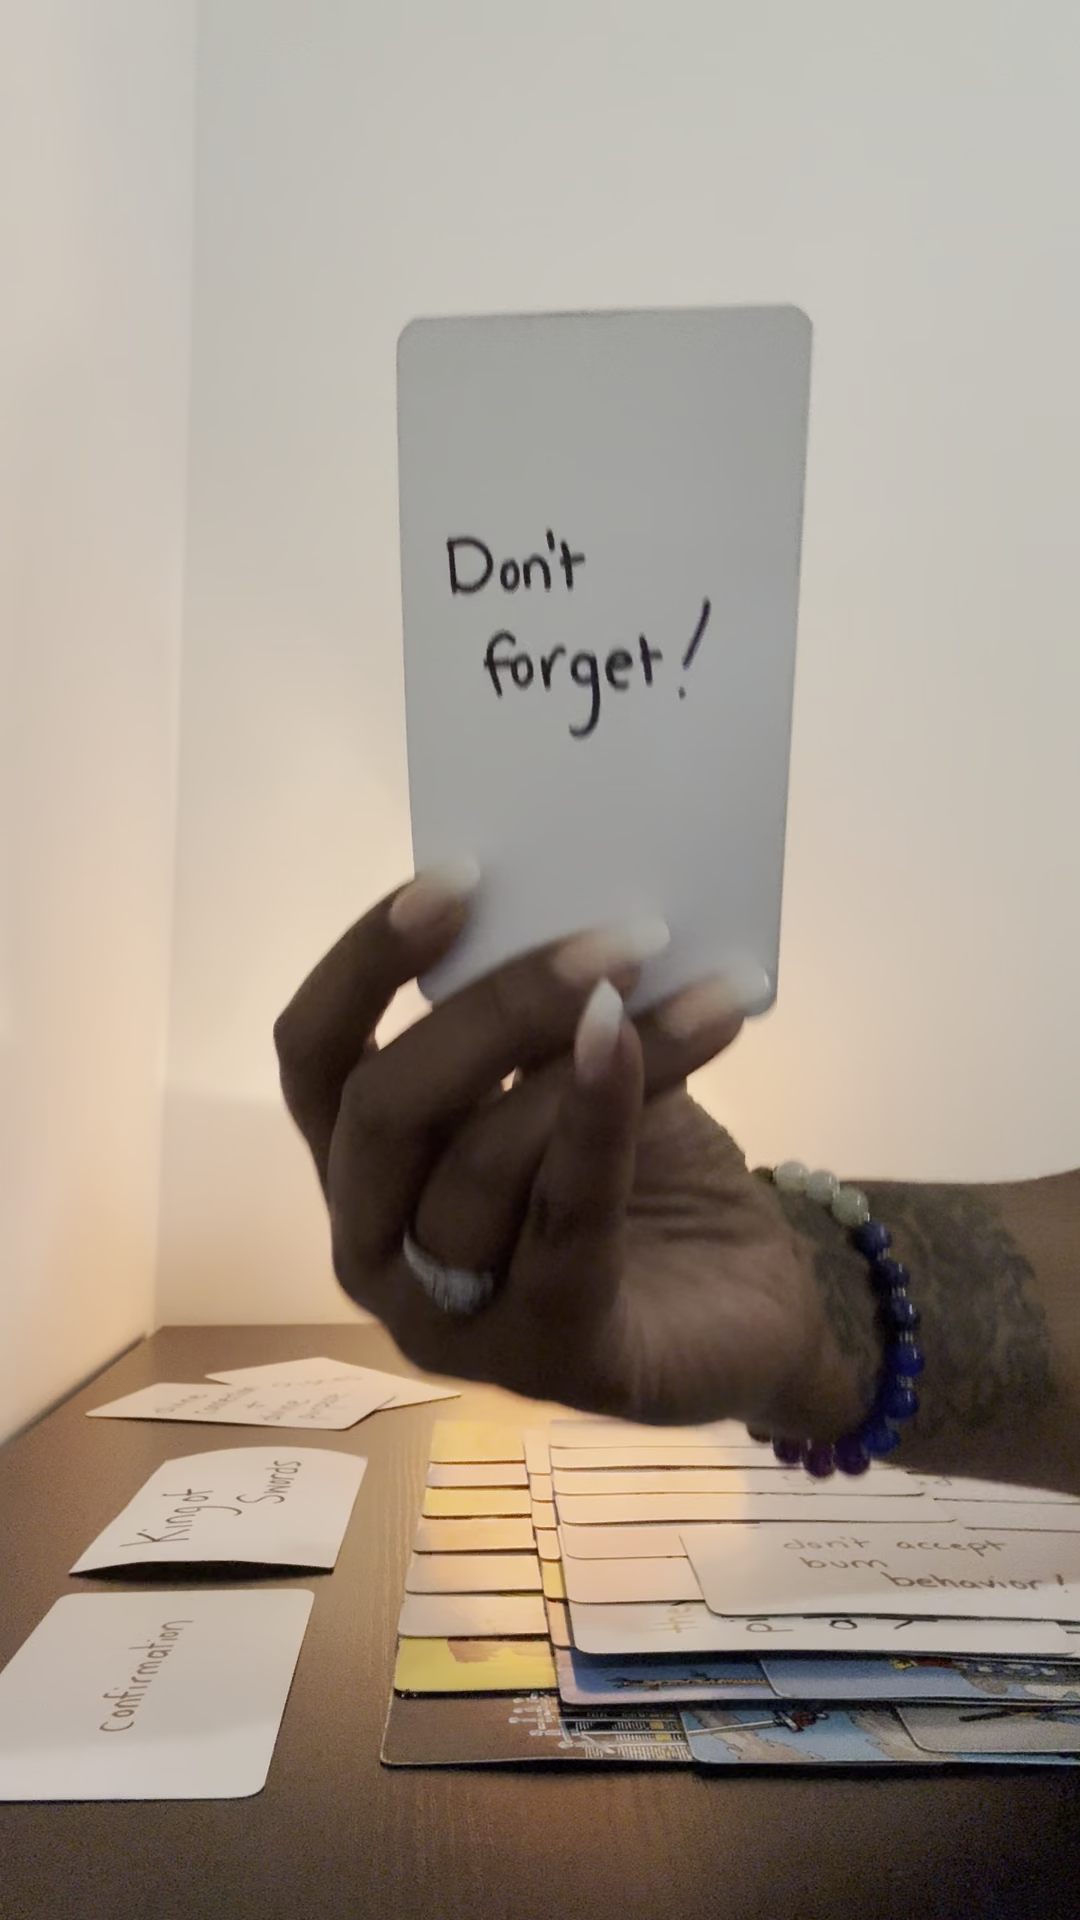 Don't
forget!
King of
Swords
Confirmation
don't accept
bum
behavior!